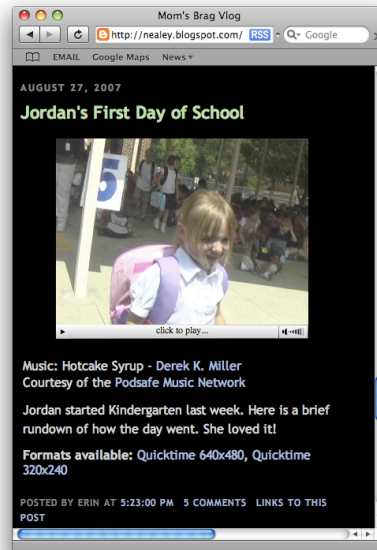 Mom's Brag Vlog
http://nealey.blogspot.com/ RSS Google
EMAIL Google Maps News
AUGUST 27, 2007
Jordan's First Day of School
5
click to play...
Music: Hotcake Syrup - Derek K. Miller
Courtesy of the Podsafe Music Network
Jordan started Kindergarten last week. Here is a brief
rundown of how the day went. She loved it!
Formats available: Quicktime 640x480, Quicktime
320x240
POSTED BY ERIN AT 5:23:00 PM 5 COMMENTS LINKS TO THIS
POST